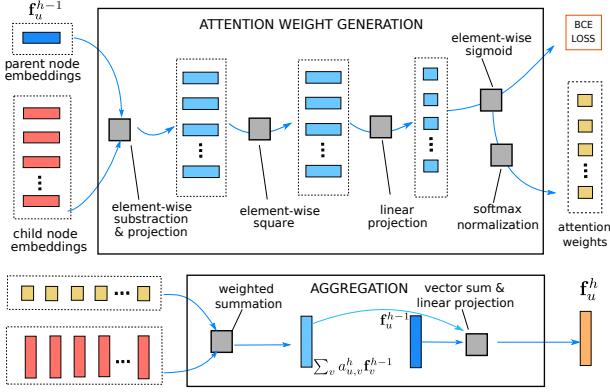 f_u^{h−1}
ATTENTION WEIGHT GENERATION
BCE
LOSS
parent node
embeddings
element-wise
sigmoid
element-wise
substraction
& projection
element-wise
square
linear
projection
softmax
normalization
child node
embeddings
attention
weights
weighted
summation
AGGREGATION
vector sum &
linear projection
f_u^{h−1}
∑_v a_{u,v}^h f_v^{h−1}
f_u^h